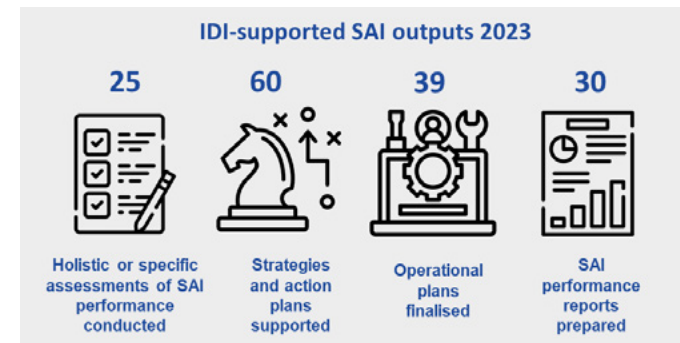 IDI-supported SAI outputs 2023
25
60
39
30
Holistic or specific
assessments of SAI
performance
conducted
Strategies
and action
plans
supported
Operational
plans
finalised
SAI
performance
reports
prepared